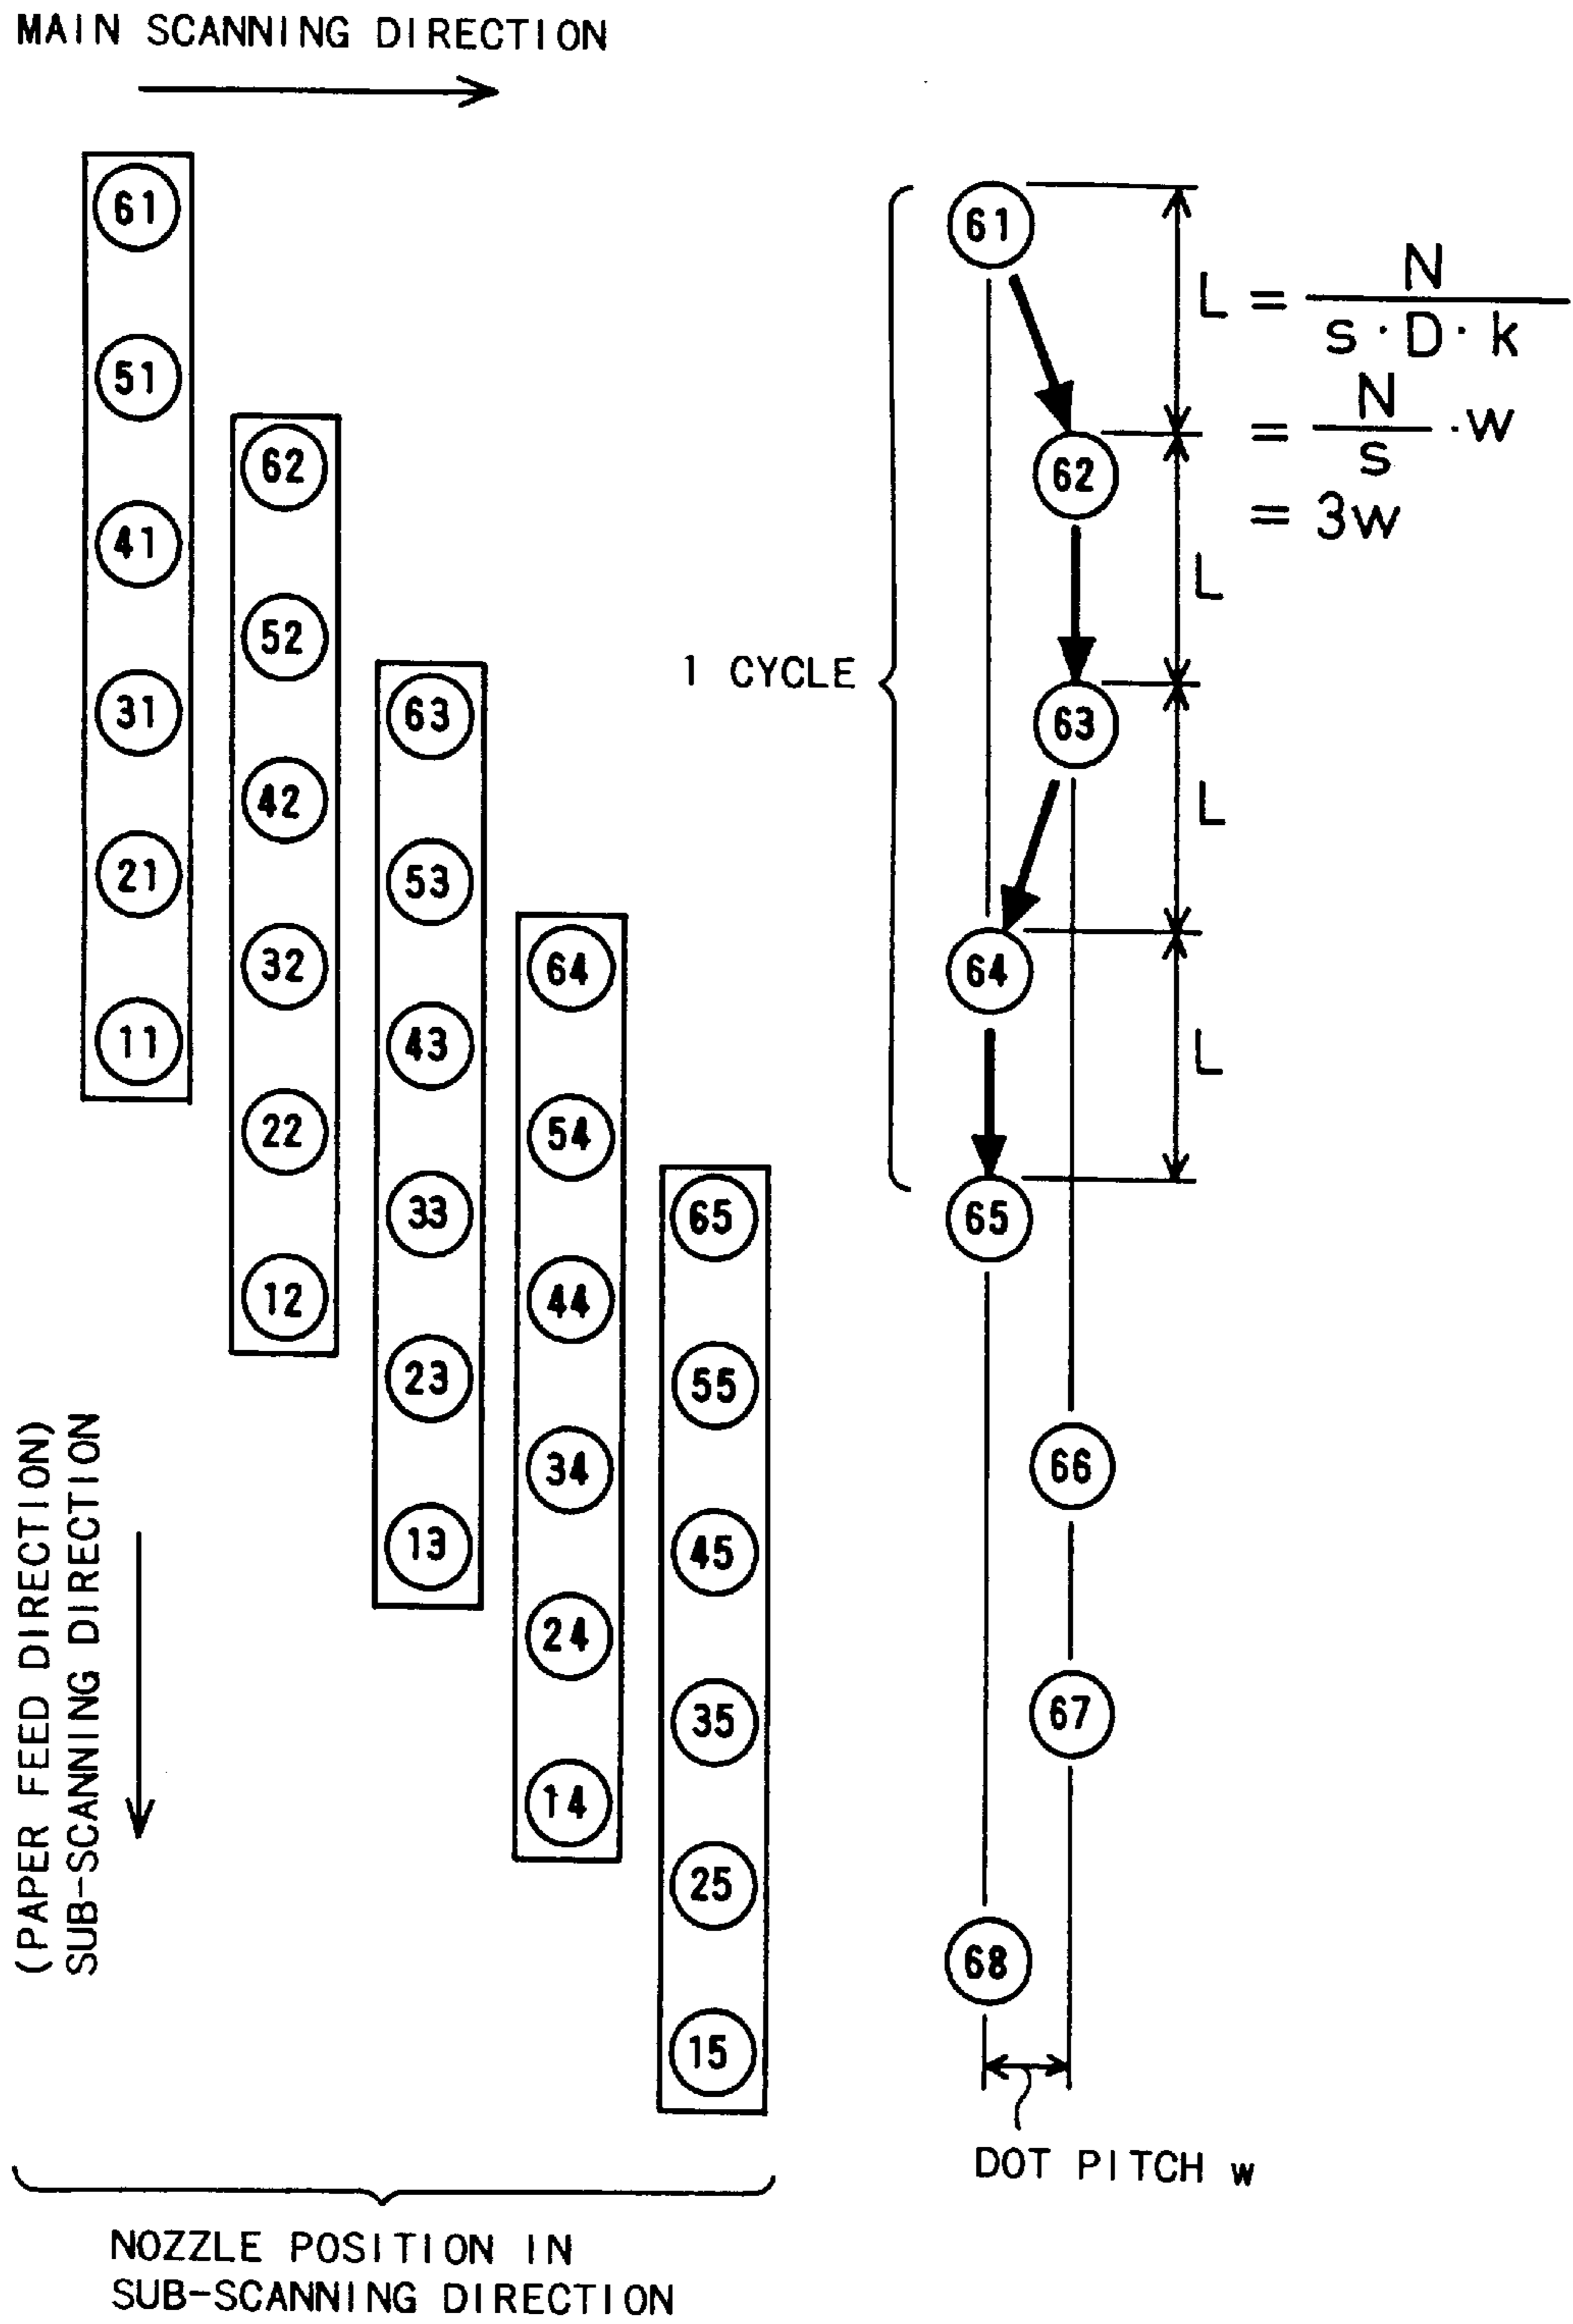 MAIN SCANNING DIRECTION
61
51
41
31
21
11
62
52
42
32
22
12
63
53
43
33
23
13
64
54
44
34
24
14
65
55
45
35
25
15
(PAPER FEED DIRECTION)
SUB-SCANNING DIRECTION
NOZZLE POSITION IN
SUB-SCANNING DIRECTION
1 CYCLE
61
62
63
64
65
66
67
68
L = N / s·D·k
= N / s ·w
= 3w
L
L
L
DOT PITCH w